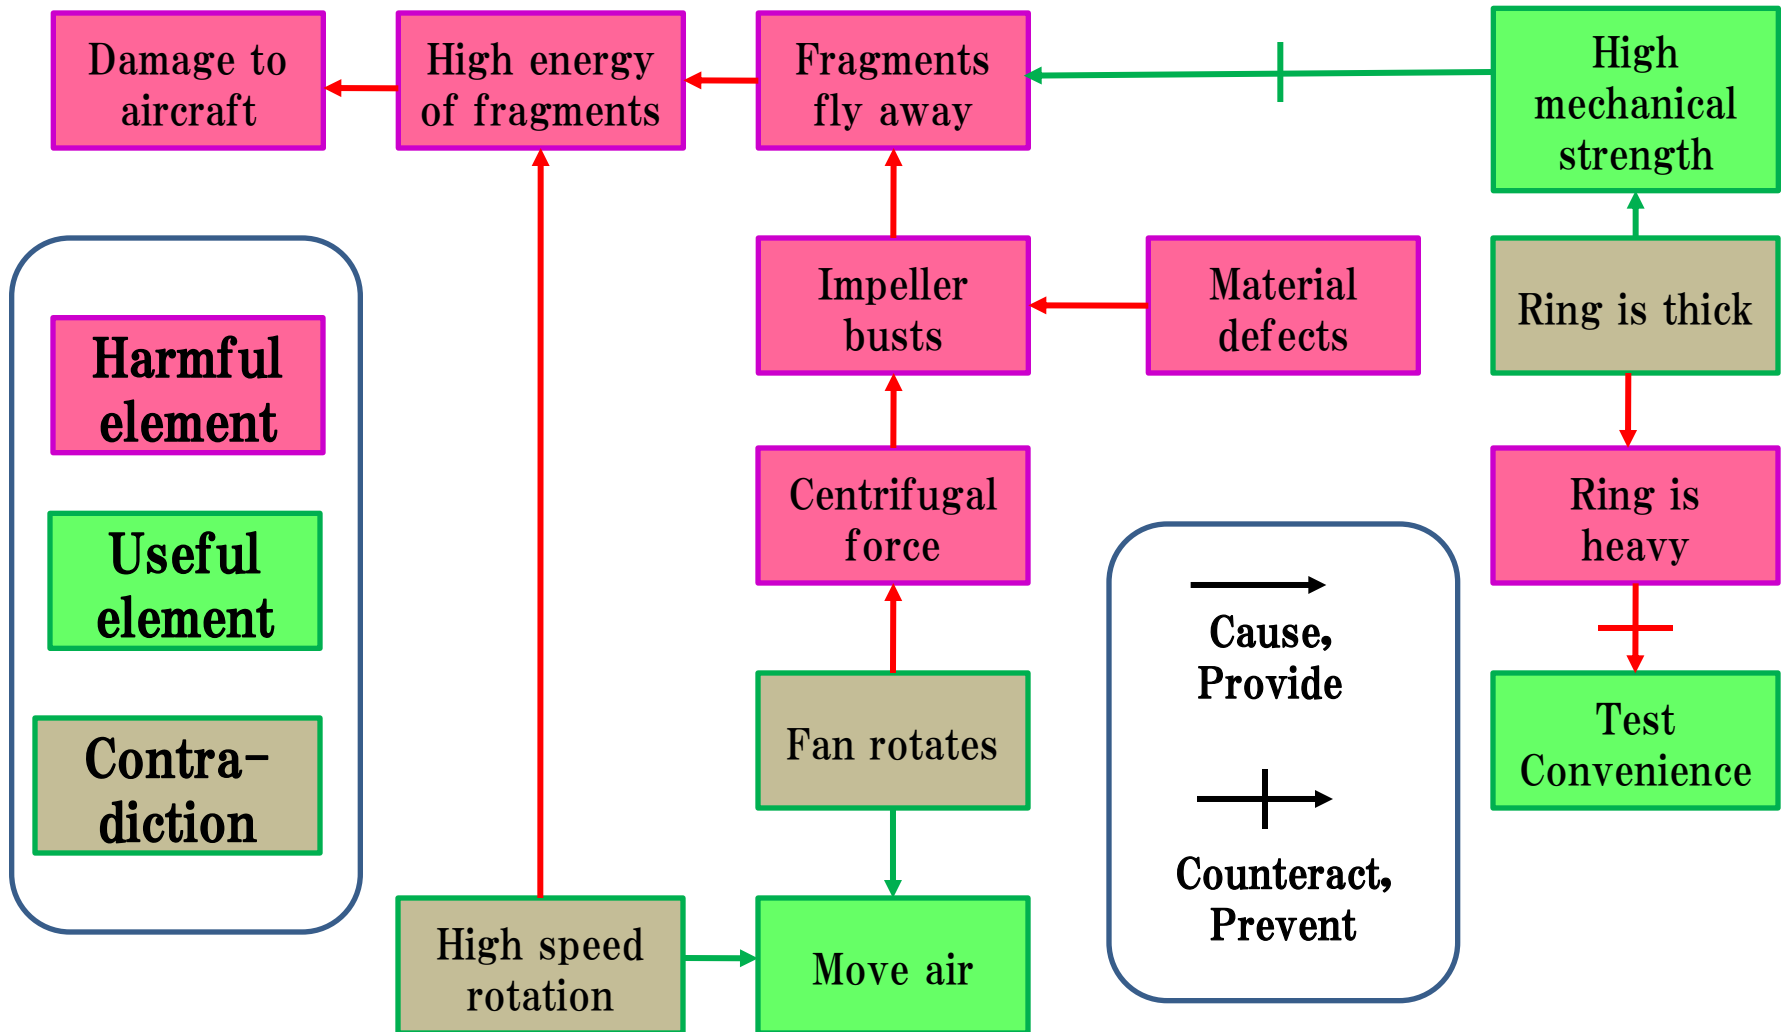 Damage to
aircraft
High energy
of fragments
Fragments
fly away
High
mechanical
strength
Impeller
busts
Material
defects
Ring is thick
Harmful
element
Centrifugal
force
Ring is
heavy
Useful
element
Cause,
Provide
Fan rotates
Test
Convenience
Contra-
diction
Counteract,
Prevent
High speed
rotation
Move air